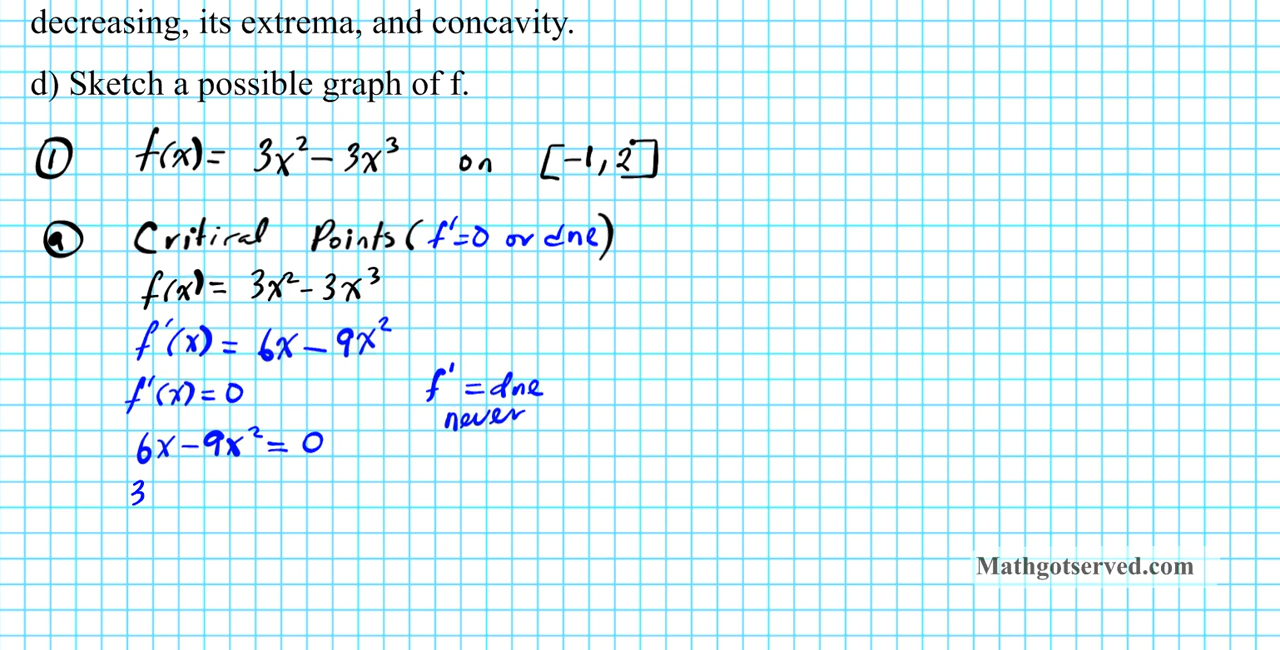 decreasing, its extrema, and concavity.
d) Sketch a possible graph of f.
① f(x) = 3x² − 3x³ on [−1, 2]
ⓐ Critical Points (f'=0 or dne)
f(x) = 3x² − 3x³
f'(x) = 6x − 9x²
f'(x) = 0
f' = dne
never
6x − 9x² = 0
3
Mathgotserved.com